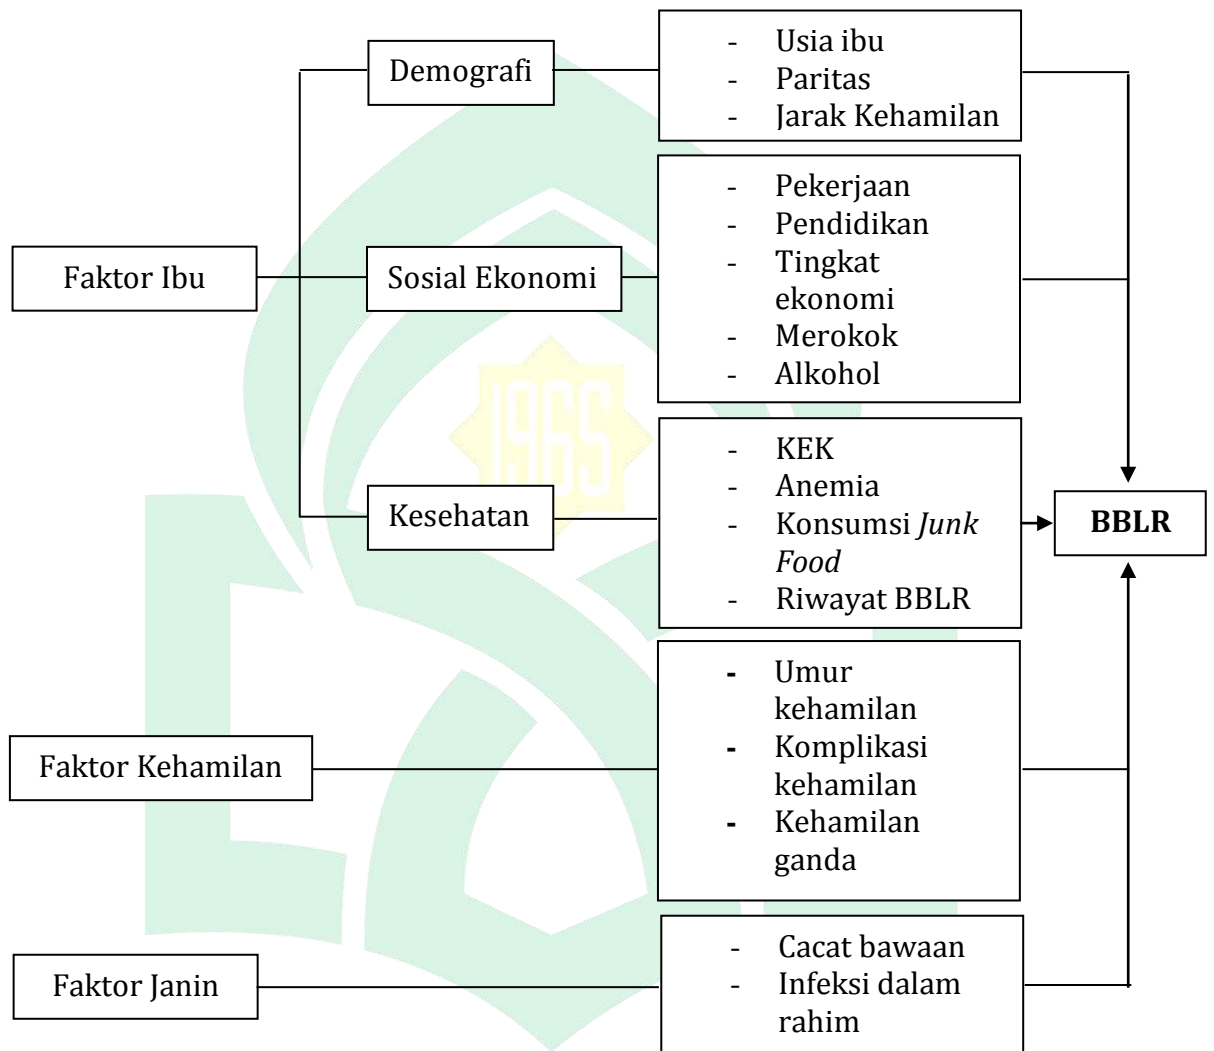 Demografi
- Usia ibu
- Paritas
- Jarak Kehamilan
Faktor Ibu
Sosial Ekonomi
- Pekerjaan
- Pendidikan
- Tingkat
ekonomi
- Merokok
- Alkohol
1965
Kesehatan
- KEK
- Anemia
- Konsumsi Junk
Food
- Riwayat BBLR
BBLR
Faktor Kehamilan
- Umur
kehamilan
- Komplikasi
kehamilan
- Kehamilan
ganda
Faktor Janin
- Cacat bawaan
- Infeksi dalam
rahim